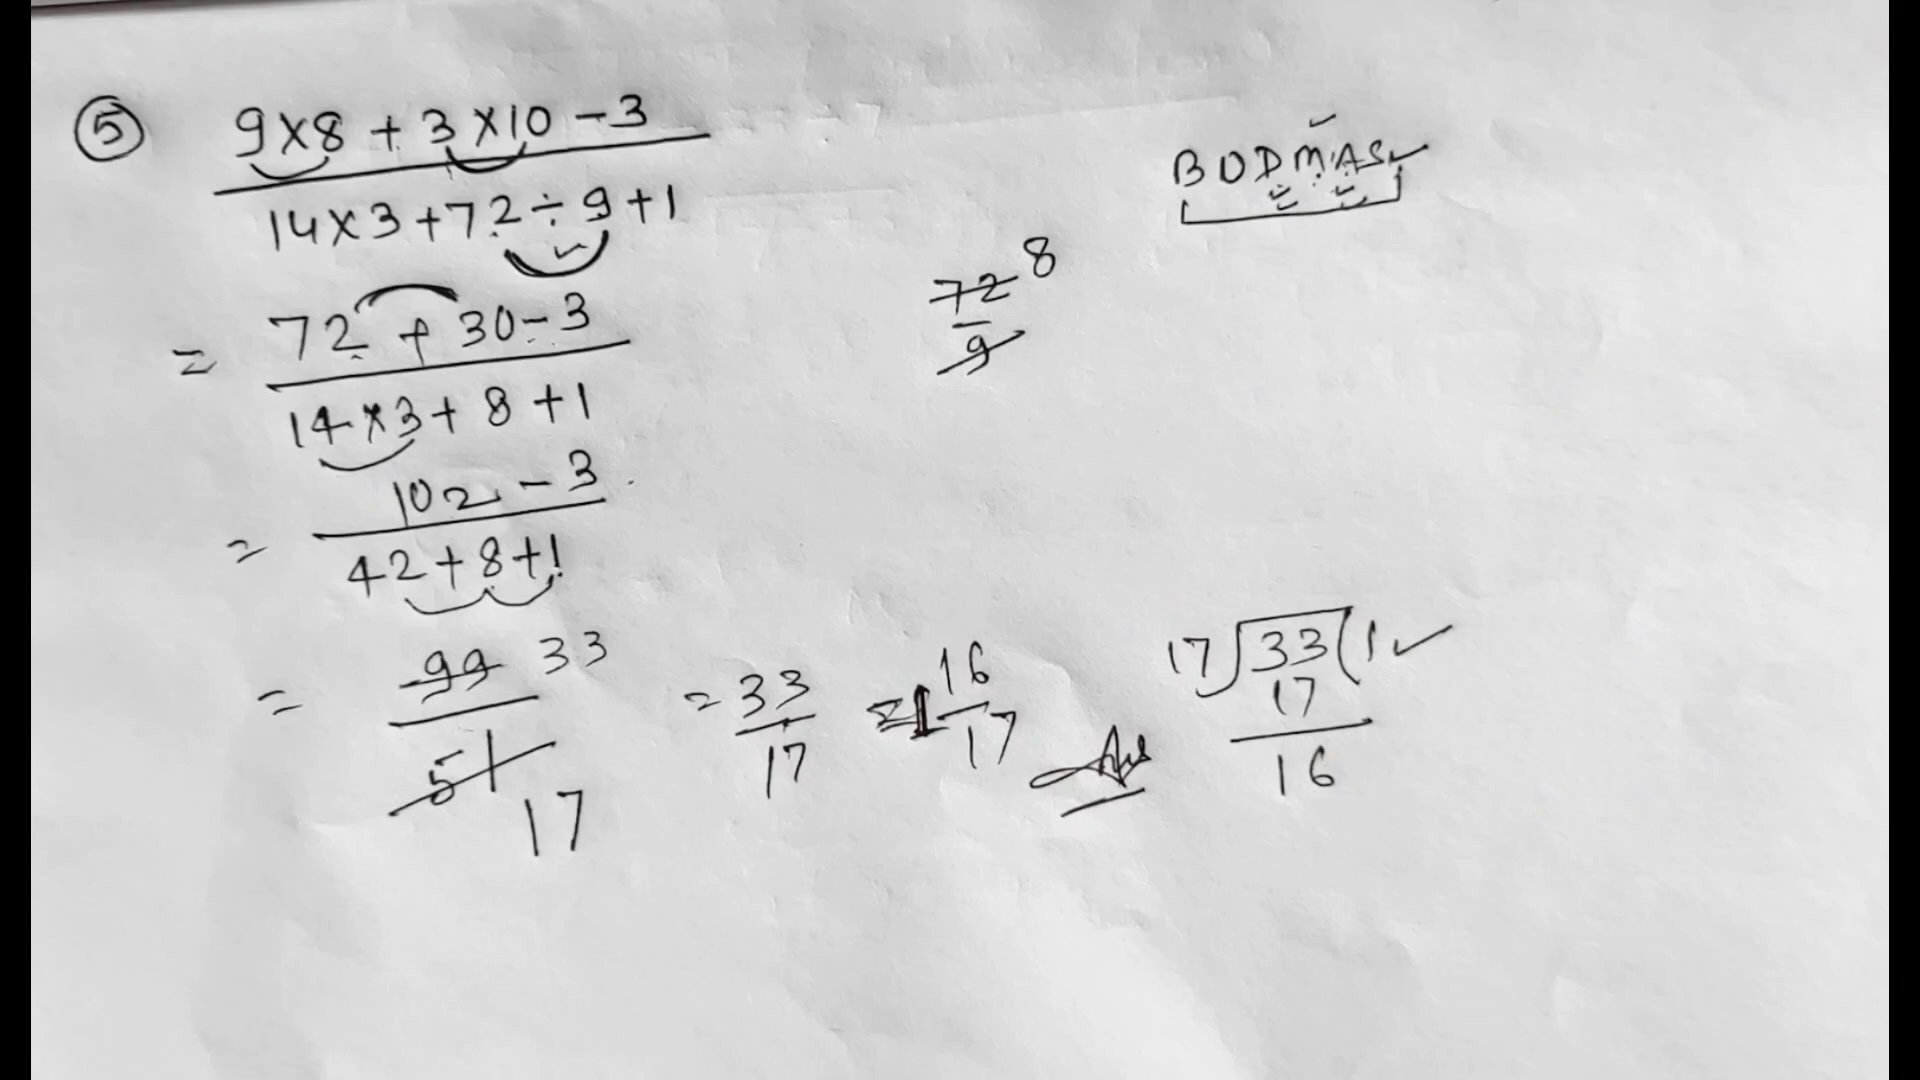 ⑤ 9×8 + 3×10 - 3
14×3+72÷9+1
BODMAS
= 72 + 30-3
14×3+ 8 +1
72 8
9
= 102 - 3
42+8+1
= 99 33
51
17
= 33
17
= 1 16
17
Ans
17 33 ( 1
17
16